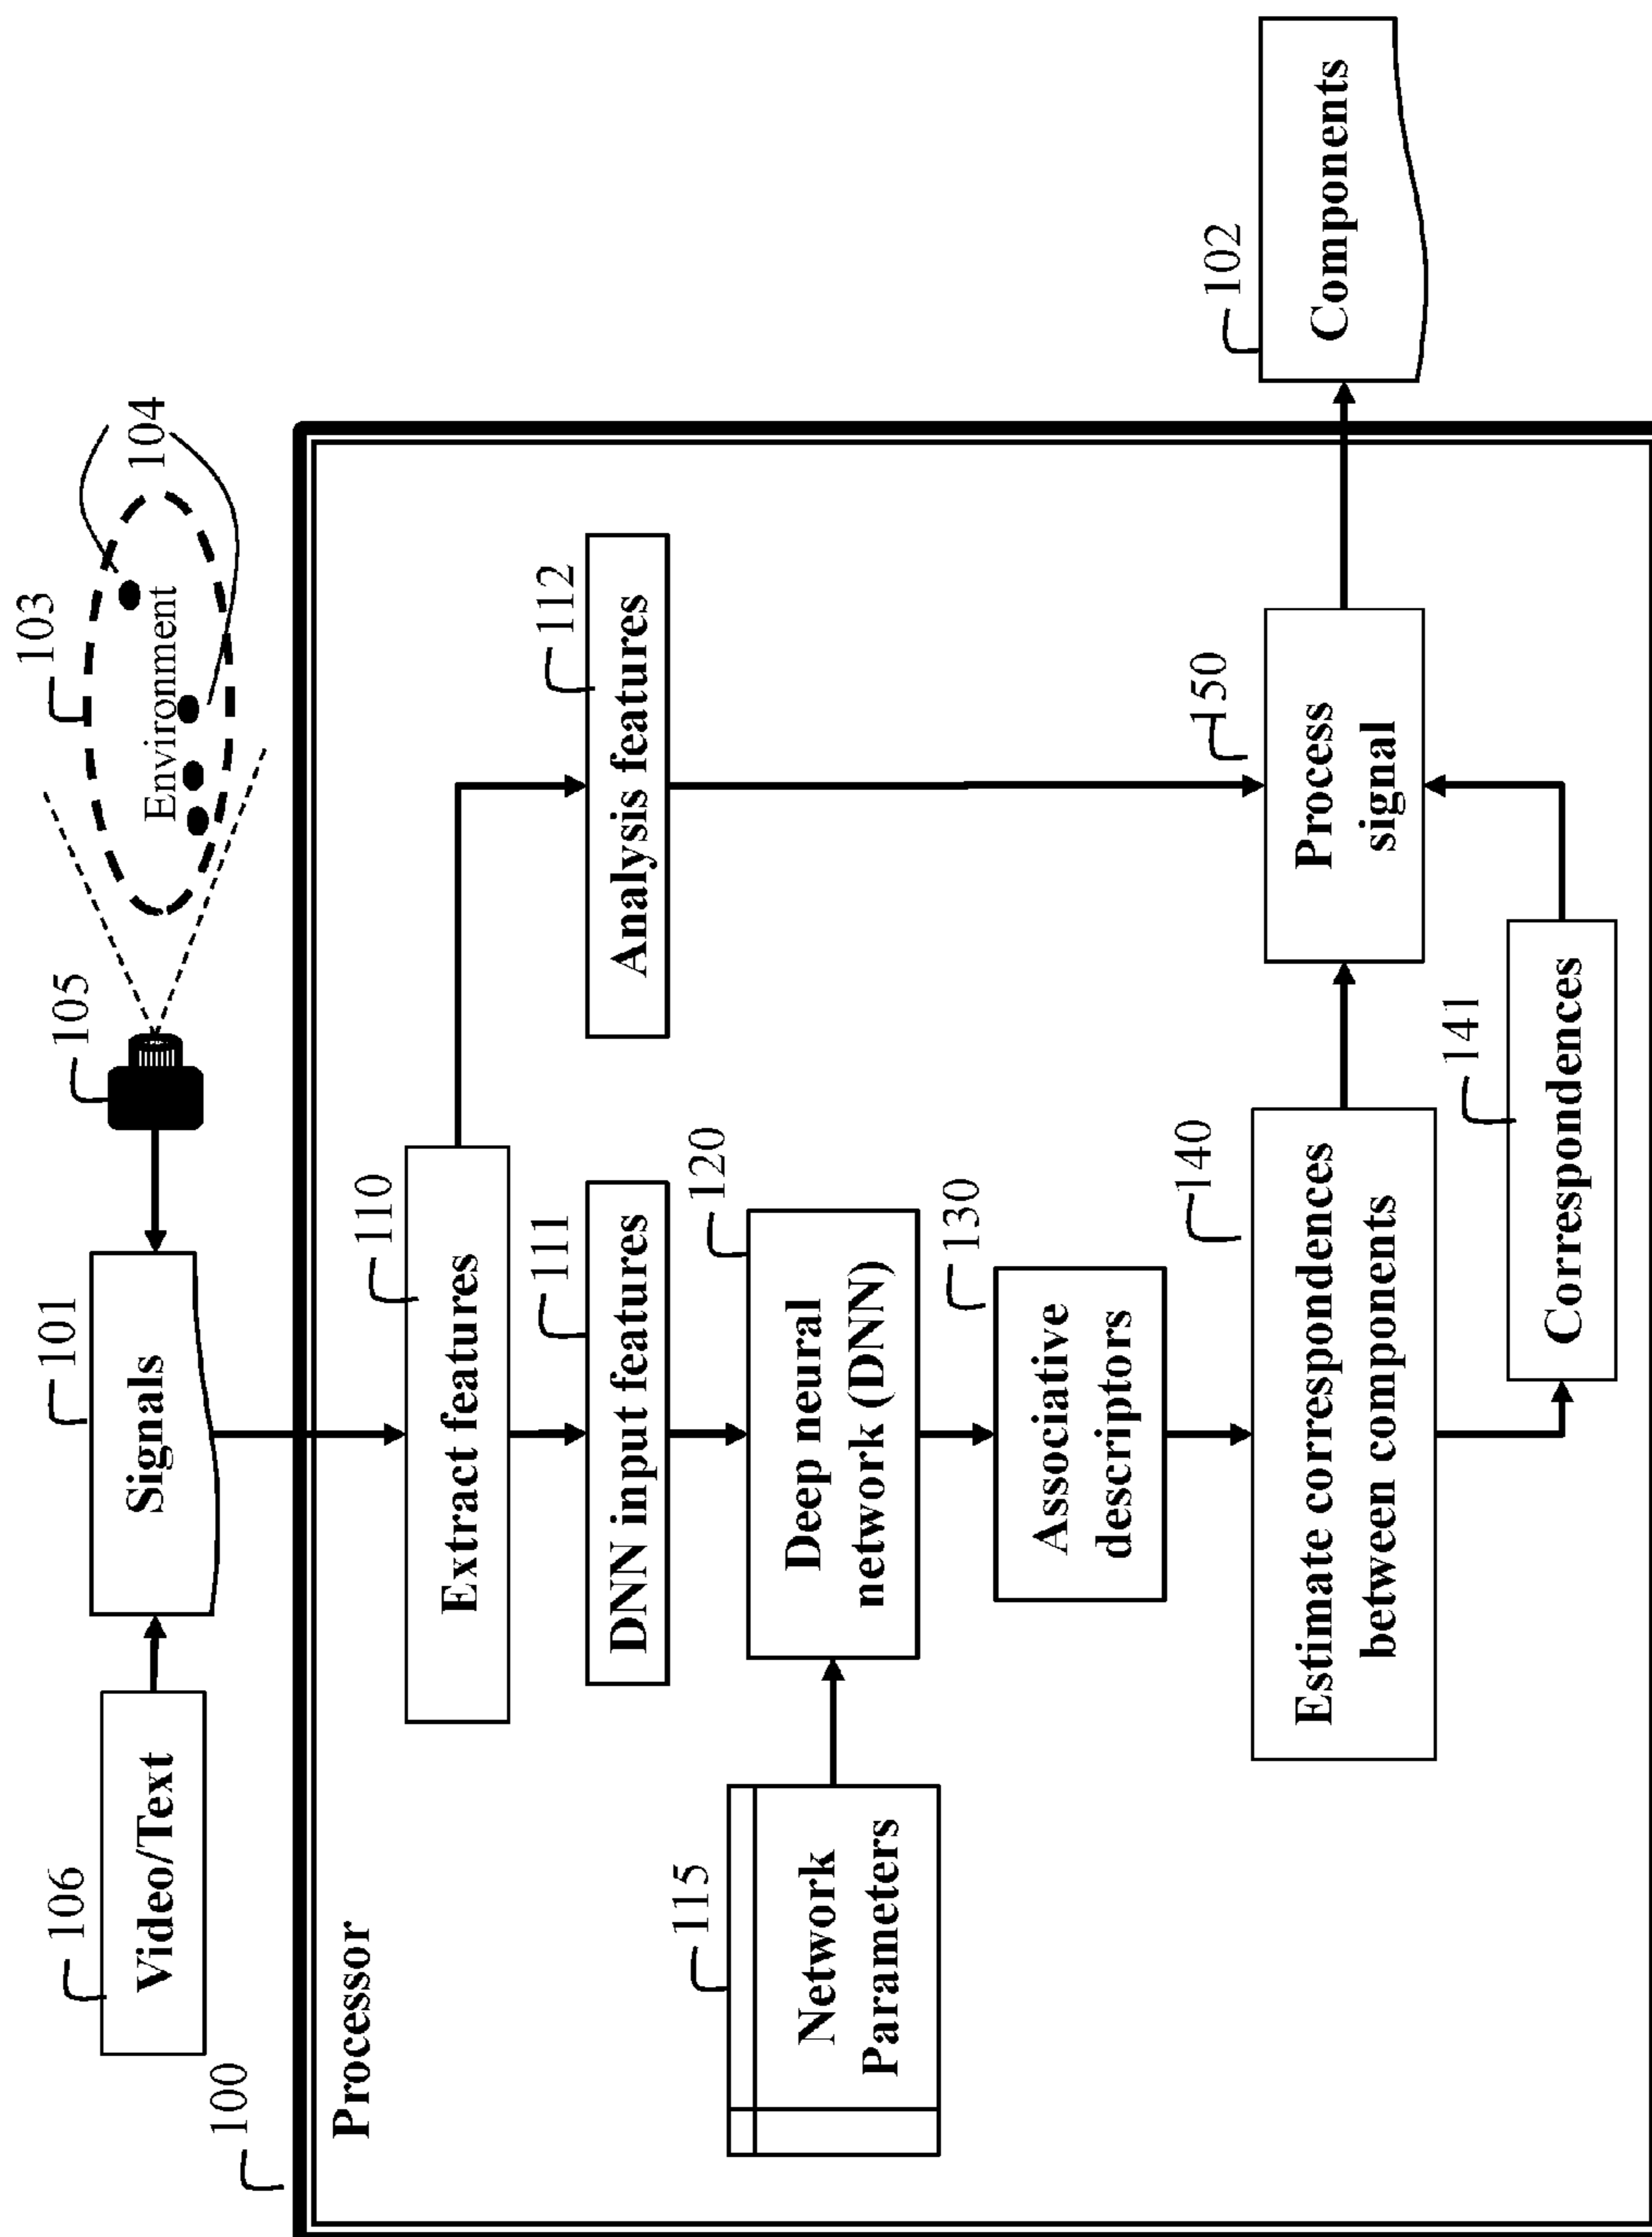 106
Video/Text
101
Signals
105
103
Environment
104
100
Processor
110
Extract features
111
DNN input features
112
Analysis features
115
Network
Parameters
120
Deep neural
network (DNN)
130
Associative
descriptors
140
Estimate correspondences
between components
150
Process
signal
102
Components
141
Correspondences